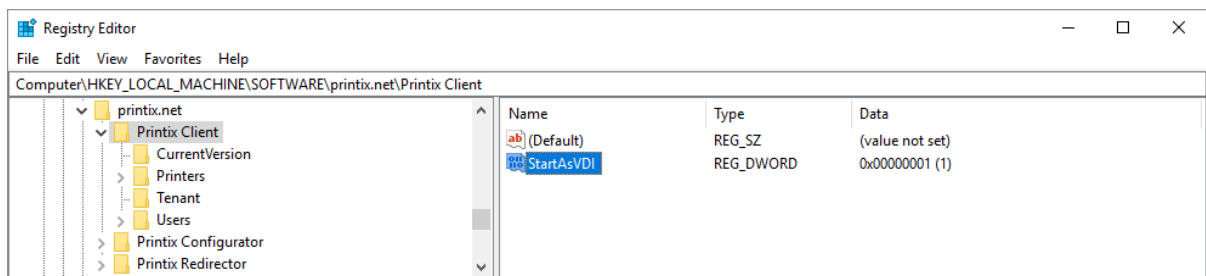 Registry Editor
File Edit View Favorites Help
Computer\HKEY_LOCAL_MACHINE\SOFTWARE\printix.net\Printix Client
printix.net
Printix Client
CurrentVersion
Printers
Tenant
Users
Printix Configurator
Printix Redirector
Name Type Data
ab (Default) REG_SZ (value not set)
StartAsVDI REG_DWORD 0x00000001 (1)